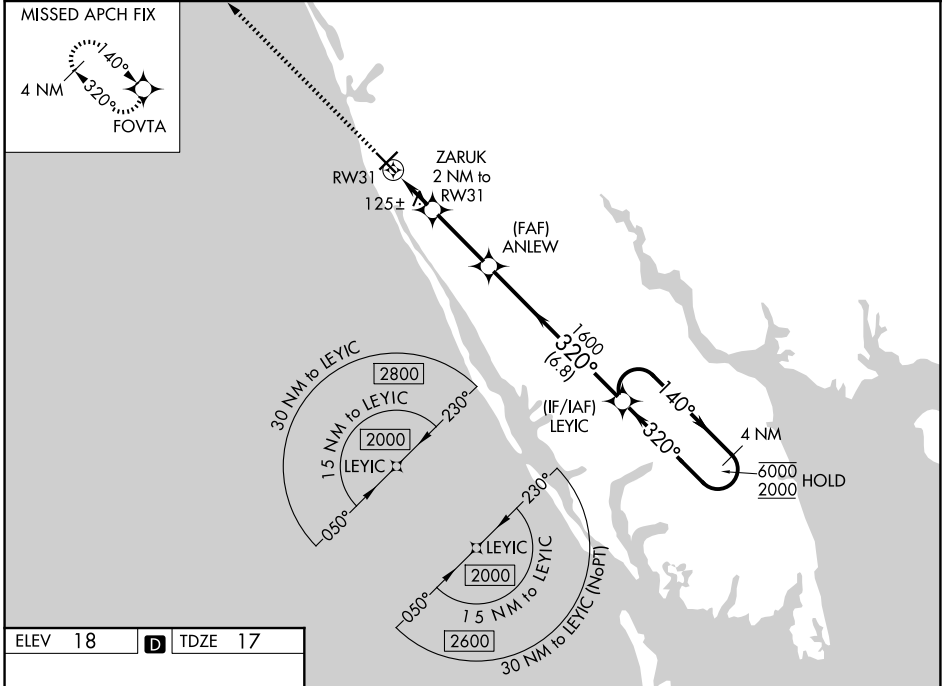 MISSED APCH FIX
140°
4 NM
320°
FOVTA
RW31
ZARUK
2 NM to
RW31
125±
(FAF)
ANLEW
1600
320°
(6.8)
(IF/IAF)
LEYIC
140°
320°
4 NM
6000
2000
HOLD
30 NM to LEYIC
2800
15 NM to LEYIC
2000
230°
LEYIC
050°
230°
LEYIC
2000
050°
15 NM to LEYIC
2600
30 NM to LEYIC (NoPT)
ELEV 18 D TDZE 17